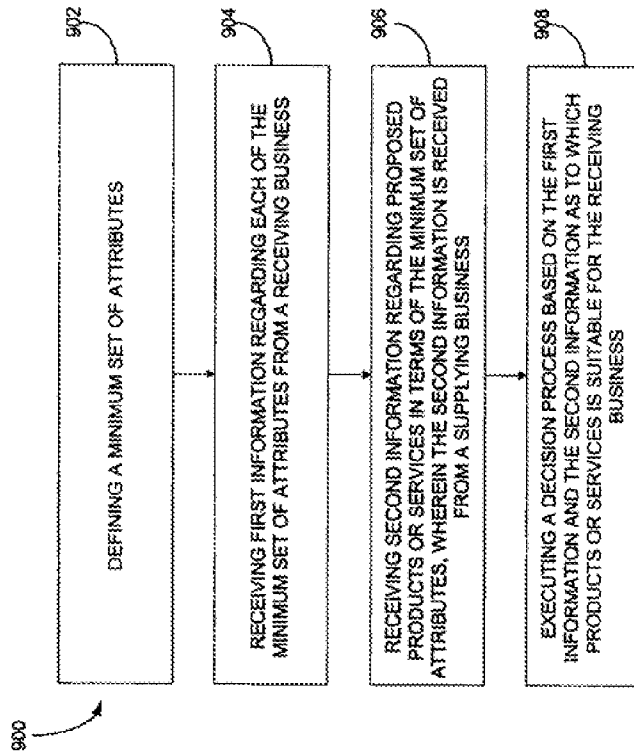 900
902
DEFINING A MINIMUM SET OF ATTRIBUTES
904
RECEIVING FIRST INFORMATION REGARDING EACH OF THE
MINIMUM SET OF ATTRIBUTES FROM A RECEIVING BUSINESS
906
RECEIVING SECOND INFORMATION REGARDING PROPOSED
PRODUCTS OR SERVICES IN TERMS OF THE MINIMUM SET OF
ATTRIBUTES, WHEREIN THE SECOND INFORMATION IS RECEIVED
FROM A SUPPLYING BUSINESS
908
EXECUTING A DECISION PROCESS BASED ON THE FIRST
INFORMATION AND THE SECOND INFORMATION AS TO WHICH
PRODUCTS OR SERVICES IS SUITABLE FOR THE RECEIVING
BUSINESS